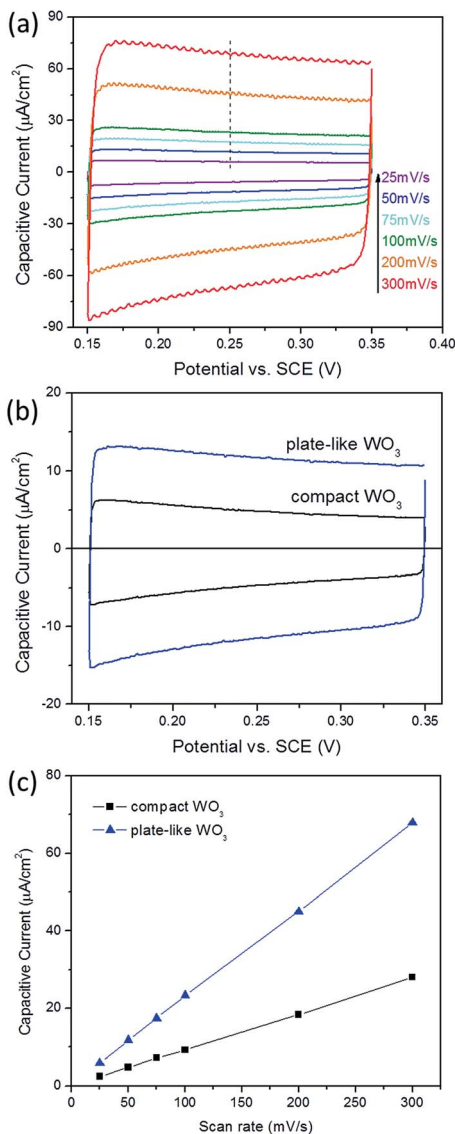 (a)
90
60
30
0
-30
-60
-90
Capacitive Current (μA/cm²)
25mV/s
50mV/s
75mV/s
100mV/s
200mV/s
300mV/s
0.15 0.20 0.25 0.30 0.35 0.40
Potential vs. SCE (V)
(b)
20
10
0
-10
-20
Capacitive Current (μA/cm²)
plate-like WO₃
compact WO₃
0.15 0.20 0.25 0.30 0.35
Potential vs. SCE (V)
(c)
80
60
40
20
0
Capacitive Current (μA/cm²)
compact WO₃
plate-like WO₃
0 50 100 150 200 250 300
Scan rate (mV/s)